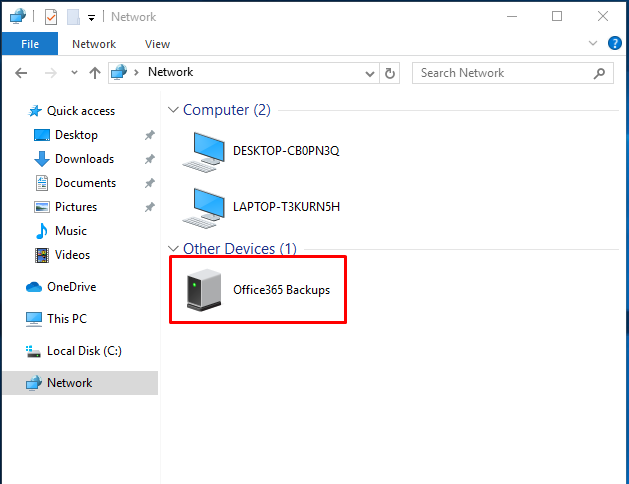 Network
File
Network
View
Network
Search Network
Quick access
Desktop
Downloads
Documents
Pictures
Music
Videos
OneDrive
This PC
Local Disk (C:)
Network
Computer (2)
DESKTOP-CB0PN3Q
LAPTOP-T3KURN5H
Other Devices (1)
Office365 Backups